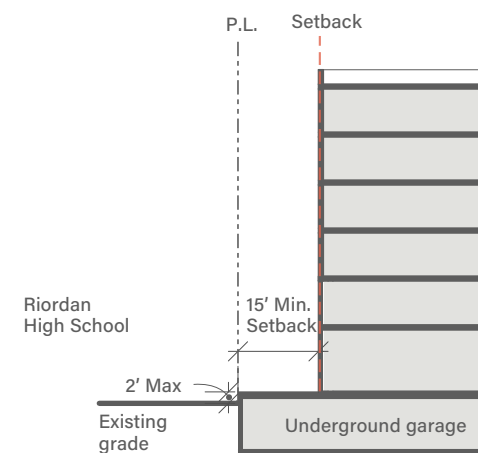 P.L.
Setback
Riordan
High School
15’ Min.
Setback
2’ Max
Existing
grade
Underground garage